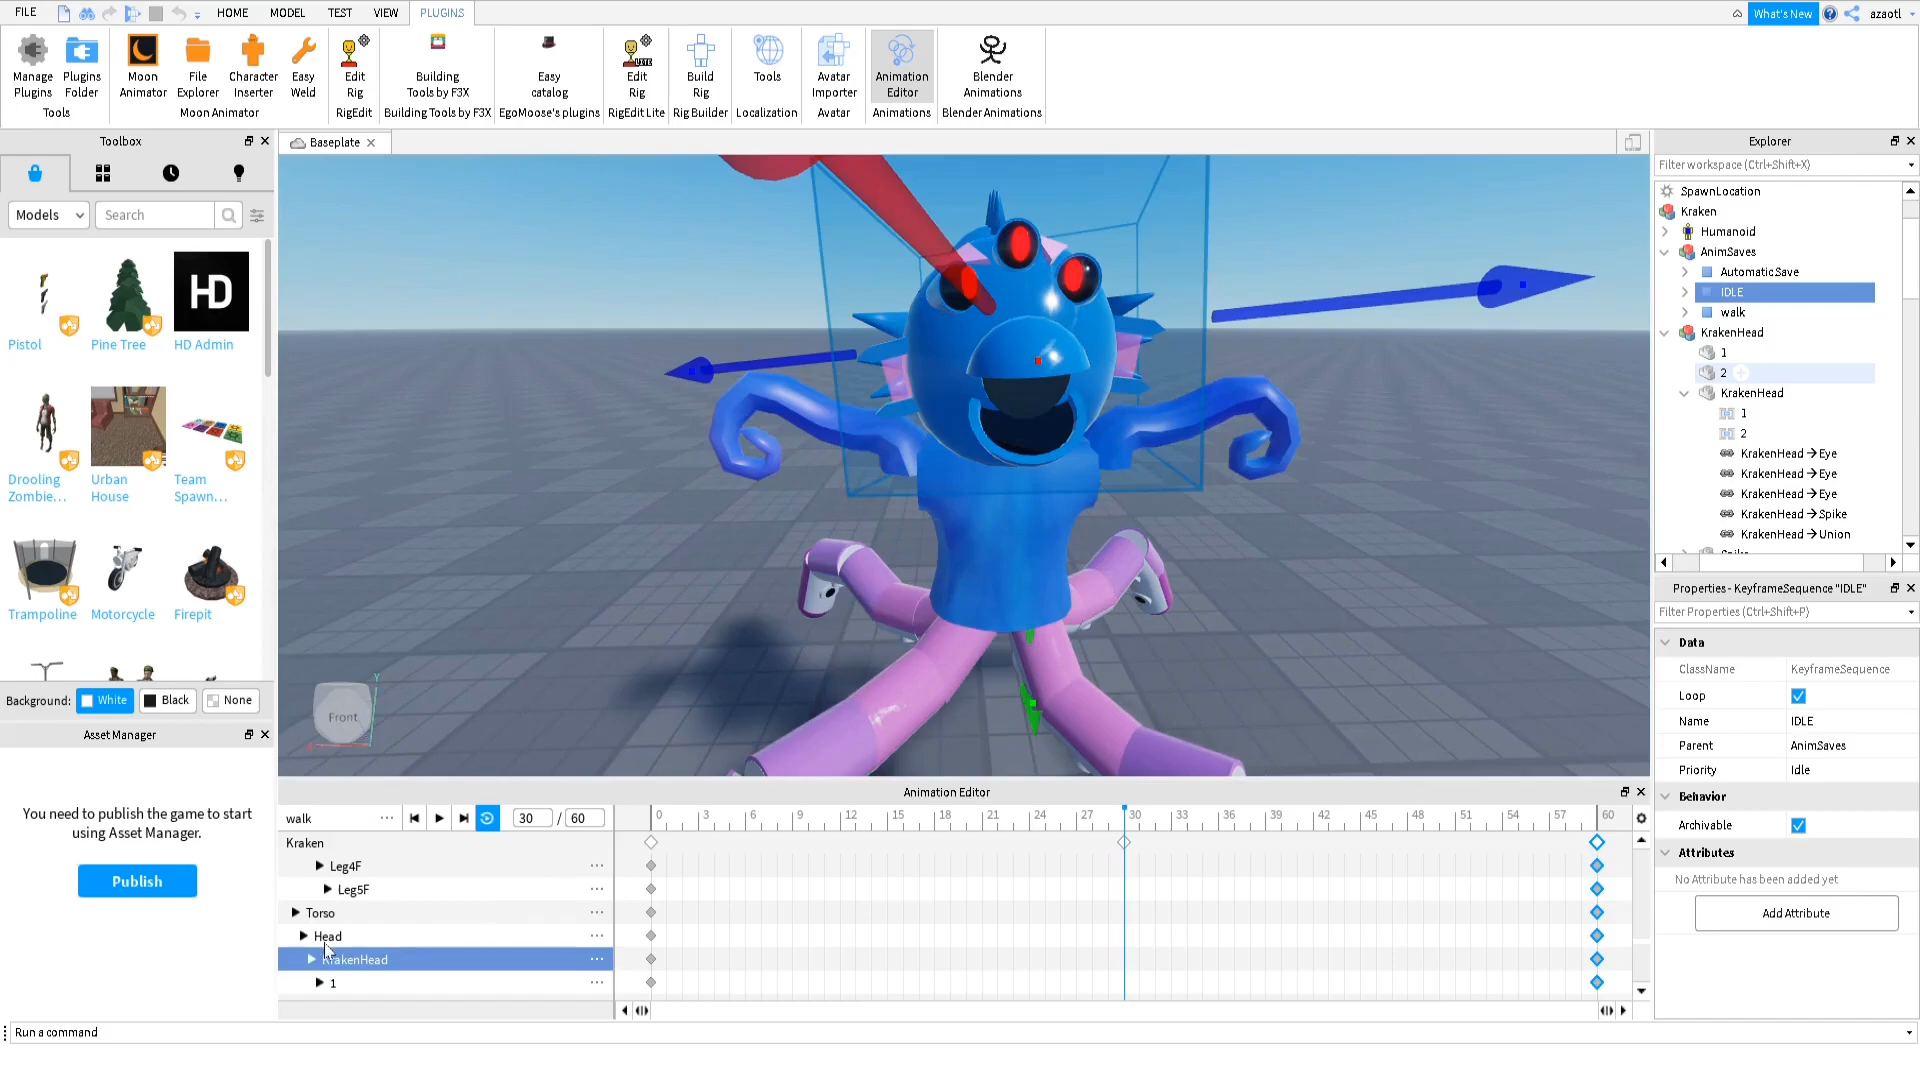 FILE HOME MODEL TEST VIEW PLUGINS What's New azaotl
Manage Plugins
Plugins Folder
Tools
Moon Animator
File Explorer
Character Inserter
Easy Weld
Moon Animator
Edit Rig
RigEdit
Building Tools by F3X
Building Tools by F3X
Easy catalog
EgoMoose's plugins
LITE
Edit Rig
RigEdit Lite
Build Rig
Rig Builder
Tools
Localization
Avatar Importer
Avatar
Animation Editor
Animations
Blender Animations
Blender Animations
Toolbox
Models
Search
HD
Pistol
Pine Tree
HD Admin
Drooling Zombie...
Urban House
Team Spawn...
Trampoline
Motorcycle
Firepit
Background: White Black None
Asset Manager
You need to publish the game to start
using Asset Manager.
Publish
Baseplate
Front
Y
Animation Editor
walk ... 30 / 60
0 3 6 9 12 15 18 21 24 27 30 33 36 39 42 45 48 51 54 57 60
Kraken
Leg4F ...
Leg5F ...
Torso ...
Head ...
KrakenHead ...
1 ...
Explorer
Filter workspace (Ctrl+Shift+X)
SpawnLocation
Kraken
Humanoid
AnimSaves
AutomaticSave
IDLE
walk
KrakenHead
1
2
KrakenHead
1
2
KrakenHead→Eye
KrakenHead→Eye
KrakenHead→Eye
KrakenHead→Spike
KrakenHead→Union
Properties - KeyframeSequence "IDLE"
Filter Properties (Ctrl+Shift+P)
Data
ClassName KeyframeSequence
Loop
Name IDLE
Parent AnimSaves
Priority Idle
Behavior
Archivable
Attributes
No Attribute has been added yet
Add Attribute
Run a command